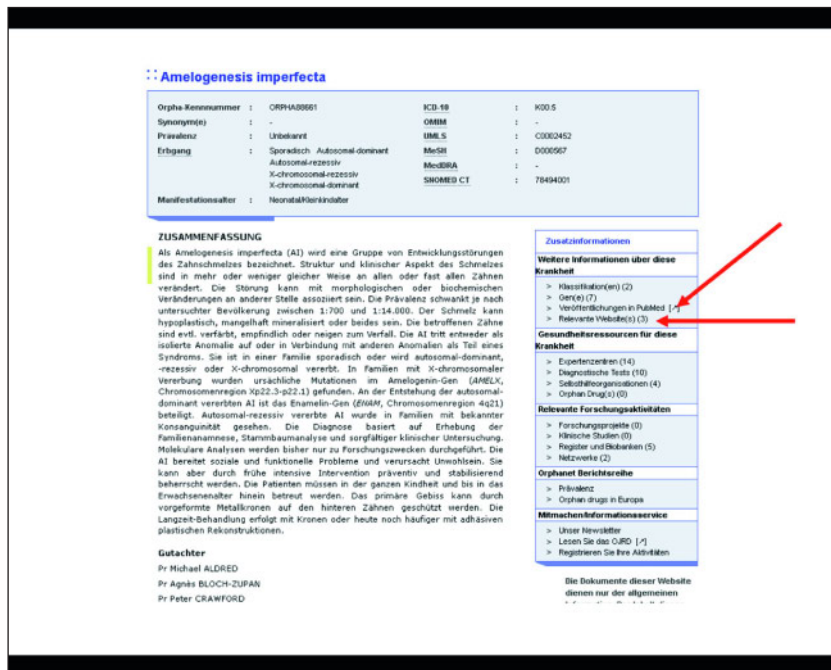 :: Amelogenesis imperfecta
Orpha-Kennnummer : ORPHA88661 ICD-10 : K00.5
Synonym(e) : - OMIM : -
Prävalenz : Unbekannt UMLS : C0002452
Erbgang : Sporadisch Autosomal-dominant MeSH : D000567
Autosomal-rezessiv MedDRA : -
X-chromosomal-rezessiv SNOMED CT : 78494001
X-chromosomal-dominant
Manifestationsalter : Neonatal/Kleinkindalter
ZUSAMMENFASSUNG
Als Amelogenesis imperfecta (AI) wird eine Gruppe von Entwicklungsstörungen
des Zahnschmelzes bezeichnet. Struktur und klinischer Aspekt des Schmelzes
sind in mehr oder weniger gleicher Weise an allen oder fast allen Zähnen
verändert. Die Störung kann mit morphologischen oder biochemischen
Veränderungen an anderer Stelle assoziiert sein. Die Prävalenz schwankt je nach
untersuchter Bevölkerung zwischen 1:700 und 1:14.000. Der Schmelz kann
hypoplastisch, mangelhaft mineralisiert oder beides sein. Die betroffenen Zähne
sind evtl. verfärbt, empfindlich oder neigen zum Verfall. Die AI tritt entweder als
isolierte Anomalie auf oder in Verbindung mit anderen Anomalien als Teil eines
Syndroms. Sie ist in einer Familie sporadisch oder wird autosomal-dominant,
-rezessiv oder X-chromosomal vererbt. In Familien mit X-chromosomaler
Vererbung wurden ursächliche Mutationen im Amelogenin-Gen (AMELX,
Chromosomenregion Xp22.3-p22.1) gefunden. An der Entstehung der autosomal-
dominant vererbten AI ist das Enamelin-Gen (ENAM, Chromosomenregion 4q21)
beteiligt. Autosomal-rezessiv vererbte AI wurde in Familien mit bekannter
Konsanguinität gesehen. Die Diagnose basiert auf Erhebung der
Familienanamnese, Stammbaumanalyse und sorgfältiger klinischer Untersuchung.
Molekulare Analysen werden bisher nur zu Forschungszwecken durchgeführt. Die
AI bereitet soziale und funktionelle Probleme und verursacht Unwohlsein. Sie
kann aber durch frühe intensive Intervention präventiv und stabilisierend
beherrscht werden. Die Patienten müssen in der ganzen Kindheit und bis in das
Erwachsenenalter hinein betreut werden. Das primäre Gebiss kann durch
vorgeformte Metallkronen auf den hinteren Zähnen geschützt werden. Die
Langzeit-Behandlung erfolgt mit Kronen oder heute noch häufiger mit adhäsiven
plastischen Rekonstruktionen.
Gutachter
Pr Michael ALDRED
Pr Agnès BLOCH-ZUPAN
Pr Peter CRAWFORD
Zusatzinformationen
Weitere Informationen über diese
Krankheit
> Klassifikation(en) (2)
> Gen(e) (7)
> Veröffentlichungen in PubMed [↗]
> Relevante Website(s) (3)
Gesundheitsressourcen für diese
Krankheit
> Expertenzentren (14)
> Diagnostische Tests (10)
> Selbsthilfeorganisationen (4)
> Orphan Drug(s) (0)
Relevante Forschungsaktivitäten
> Forschungsprojekte (0)
> Klinische Studien (0)
> Register und Biobanken (5)
> Netzwerke (2)
Orphanet Berichtsreihe
> Prävalenz
> Orphan drugs in Europa
Mitmachen/Informationsservice
> Unser Newsletter
> Lesen Sie das OJRD [↗]
> Registrieren Sie Ihre Aktivitäten
Die Dokumente dieser Website
dienen nur der allgemeinen